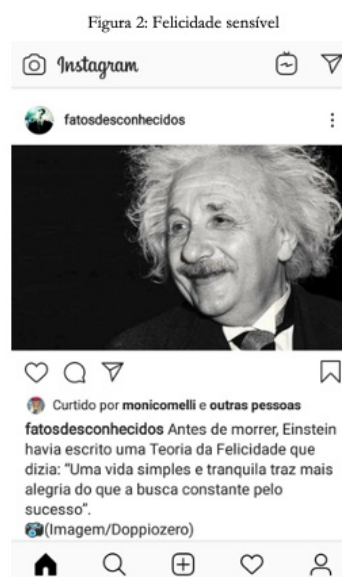 Figura 2: Felicidade sensível
Instagram
fatosdesconhecidos
Curtido por monicomelli e outras pessoas
fatosdesconhecidos Antes de morrer, Einstein
havia escrito uma Teoria da Felicidade que
dizia: “Uma vida simples e tranquila traz mais
alegria do que a busca constante pelo
sucesso”.
📷(Imagem/Doppiozero)